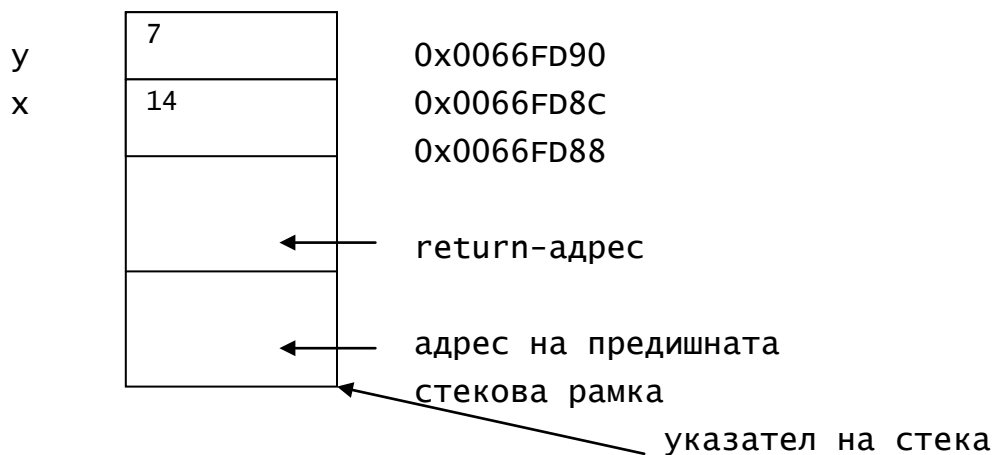 y 7 0x0066FD90
x 14 0x0066FD8C
0x0066FD88
return-адрес
адрес на предишната
стекова рамка
указател на стека